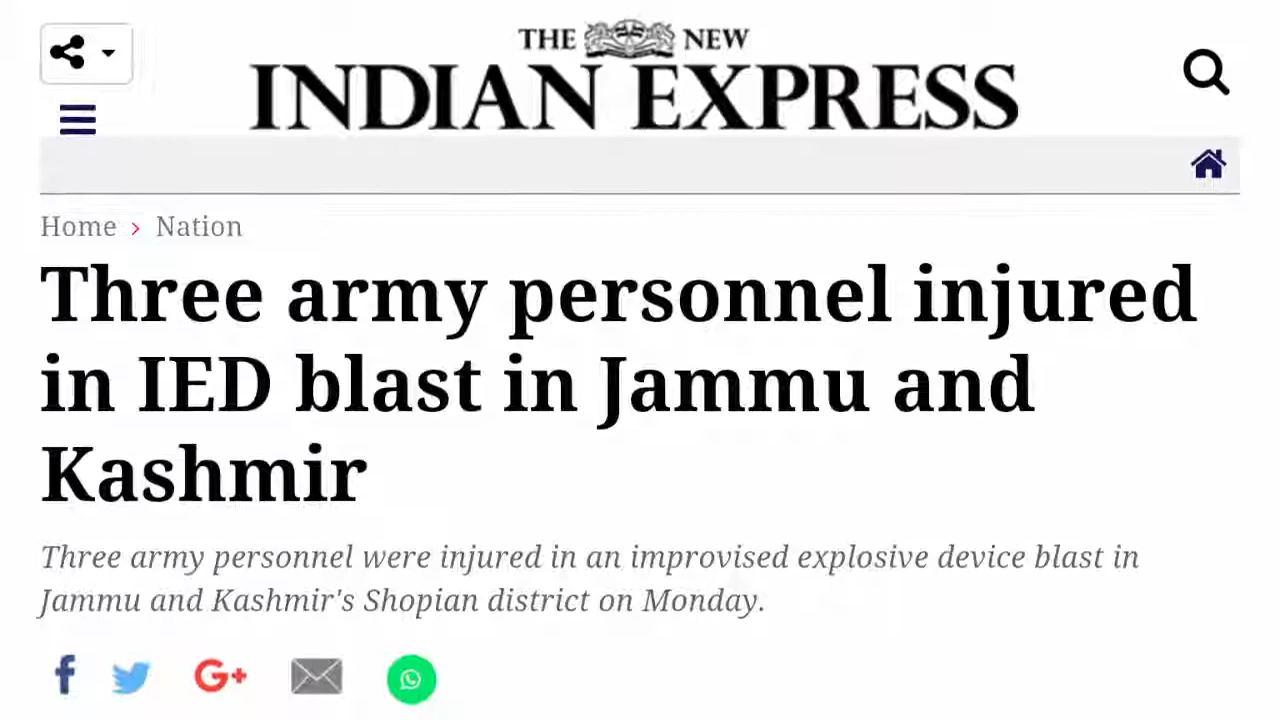 THE NEW
INDIAN EXPRESS
Home › Nation
Three army personnel injured
in IED blast in Jammu and
Kashmir
Three army personnel were injured in an improvised explosive device blast in
Jammu and Kashmir's Shopian district on Monday.
f G+